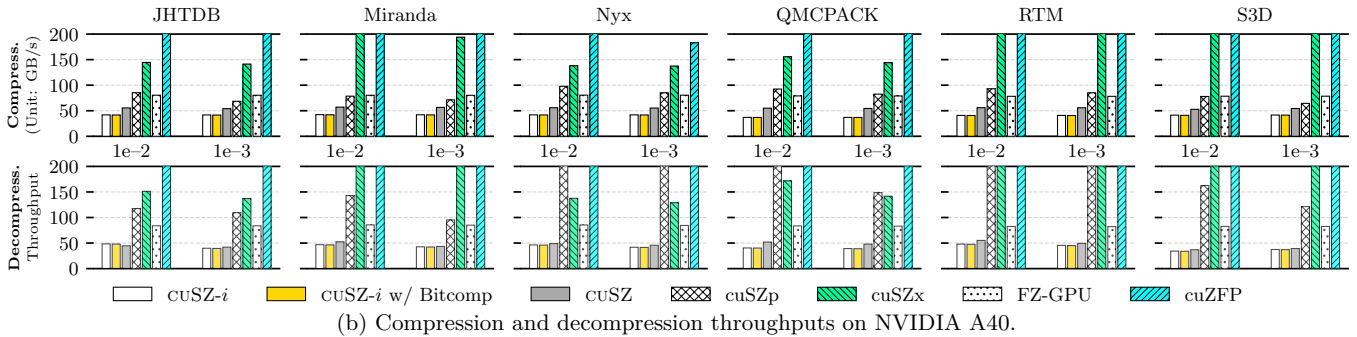 JHTDB Miranda Nyx QMCPACK RTM S3D
Compress.
(Unit: GB/s)
200
150
100
50
0
1e–2 1e–3 1e–2 1e–3 1e–2 1e–3 1e–2 1e–3 1e–2 1e–3 1e–2 1e–3
Decompress.
Throughput
200
150
100
50
0
cuSZ-i cuSZ-i w/ Bitcomp cuSZ cuSZp cuSZx FZ-GPU cuZFP
(b) Compression and decompression throughputs on NVIDIA A40.